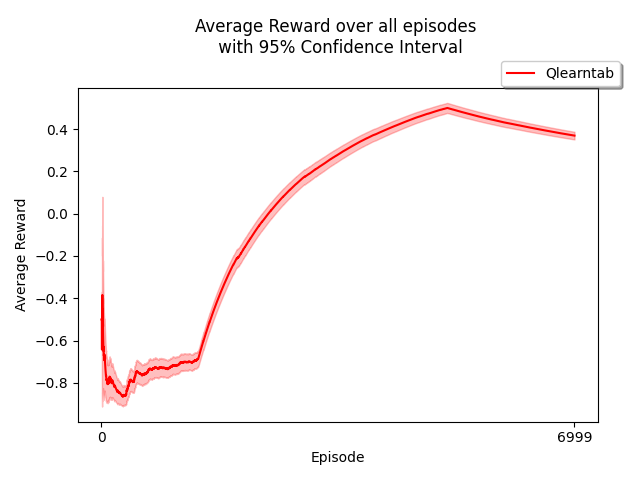 Average Reward over all episodes
with 95% Confidence Interval
Qlearntab
0.4
0.2
0.0
−0.2
−0.4
−0.6
−0.8
Average Reward
0
6999
Episode